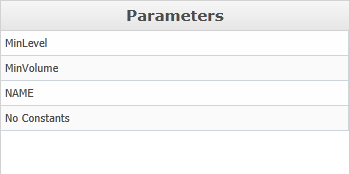 Parameters
MinLevel
MinVolume
NAME
No Constants